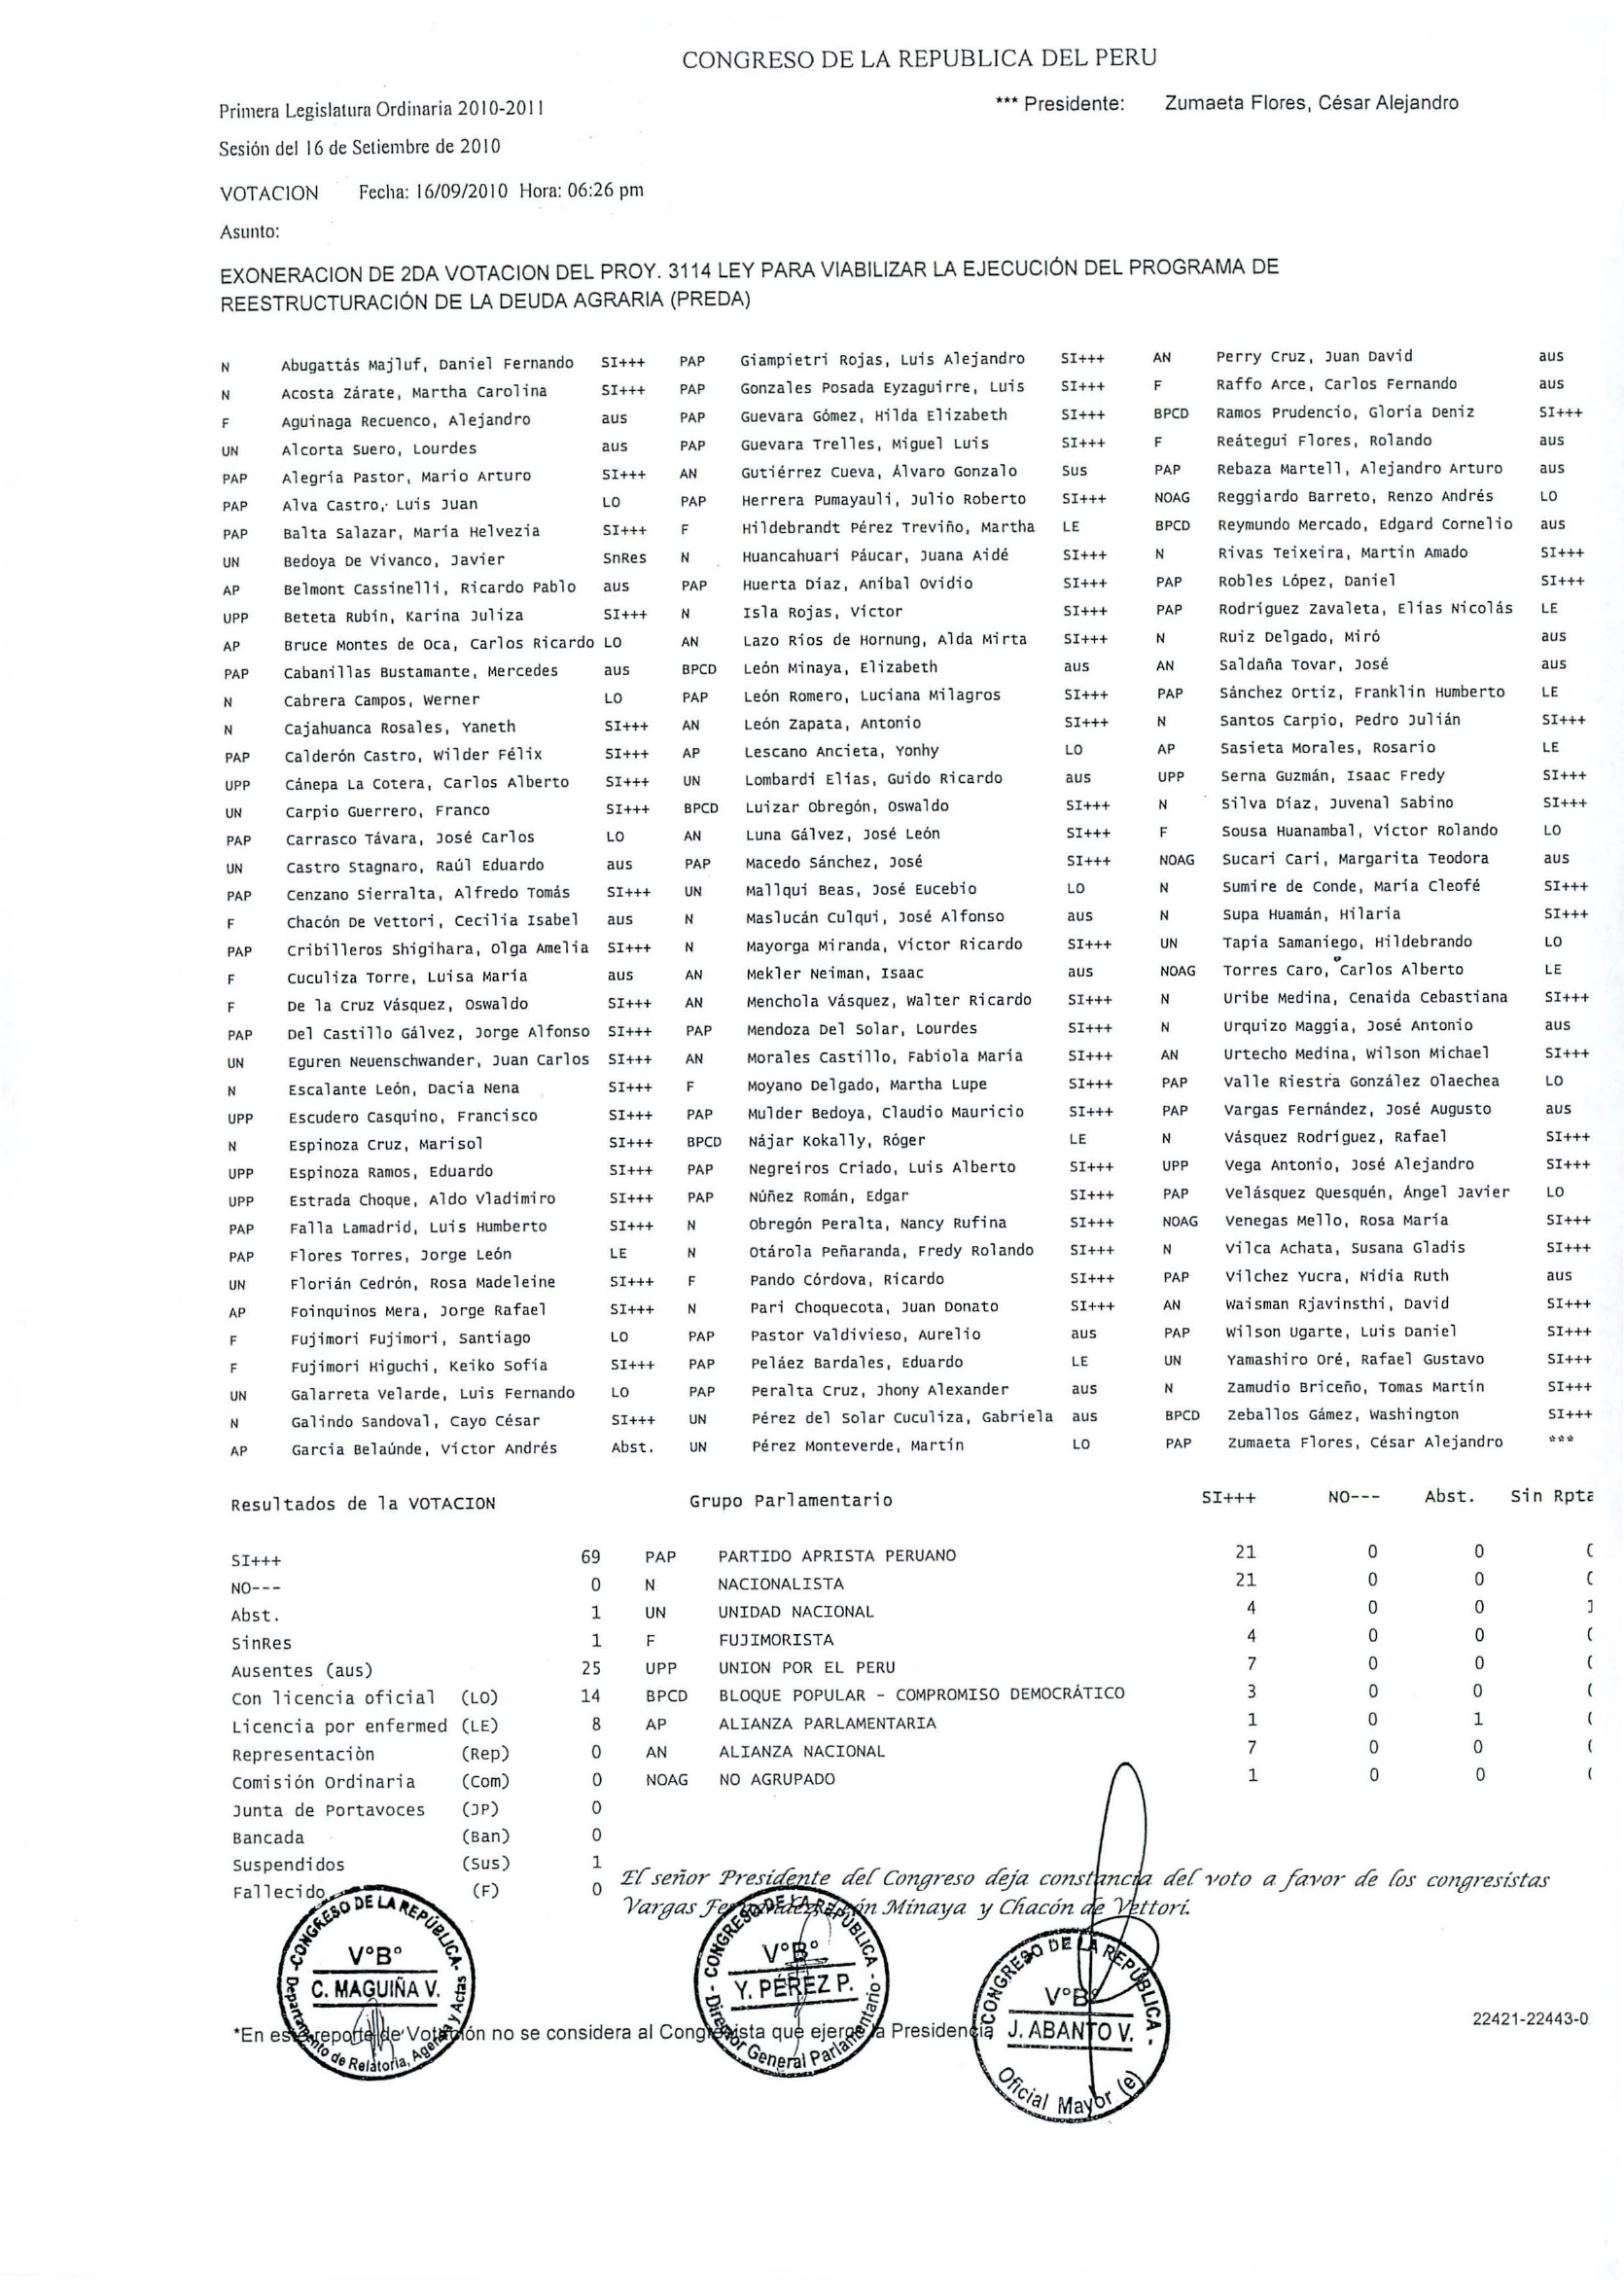 CONGRESO DE LA REPUBLICA DEL PERU
Primera Legislatura Ordinaria 2010-2011 *** Presidente: Zumaeta Flores, César Alejandro
Sesión del 16 de Setiembre de 2010
VOTACION Fecha: 16/09/2010 Hora: 06:26 pm
Asunto:
EXONERACION DE 2DA VOTACION DEL PROY. 3114 LEY PARA VIABILIZAR LA EJECUCIÓN DEL PROGRAMA DE
REESTRUCTURACIÓN DE LA DEUDA AGRARIA (PREDA)
N Abugattás Majluf, Daniel Fernando SI+++ PAP Giampietri Rojas, Luis Alejandro SI+++ AN Perry Cruz, Juan David aus
N Acosta Zárate, Martha Carolina SI+++ PAP Gonzales Posada Eyzaguirre, Luis SI+++ F Raffo Arce, Carlos Fernando aus
F Aguinaga Recuenco, Alejandro aus PAP Guevara Gómez, Hilda Elizabeth SI+++ BPCD Ramos Prudencio, Gloria Deniz SI+++
UN Alcorta Suero, Lourdes aus PAP Guevara Trelles, Miguel Luis SI+++ F Reátegui Flores, Rolando aus
PAP Alegría Pastor, Mario Arturo SI+++ AN Gutiérrez Cueva, Álvaro Gonzalo Sus PAP Rebaza Martell, Alejandro Arturo aus
PAP Alva Castro, Luis Juan LO PAP Herrera Pumayauli, Julio Roberto SI+++ NOAG Reggiardo Barreto, Renzo Andrés LO
PAP Balta Salazar, María Helvezia SI+++ F Hildebrandt Pérez Treviño, Martha LE BPCD Reymundo Mercado, Edgard Cornelio aus
UN Bedoya De Vivanco, Javier SnRes N Huancahuari Páucar, Juana Aidé SI+++ N Rivas Teixeira, Martín Amado SI+++
AP Belmont Cassinelli, Ricardo Pablo aus PAP Huerta Díaz, Aníbal Ovidio SI+++ PAP Robles López, Daniel SI+++
UPP Beteta Rubín, Karina Juliza SI+++ N Isla Rojas, Víctor SI+++ PAP Rodríguez Zavaleta, Elías Nicolás LE
AP Bruce Montes de Oca, Carlos Ricardo LO AN Lazo Ríos de Hornung, Alda Mirta SI+++ N Ruiz Delgado, Miró aus
PAP Cabanillas Bustamante, Mercedes aus BPCD León Minaya, Elizabeth aus AN Saldaña Tovar, José aus
N Cabrera Campos, Werner LO PAP León Romero, Luciana Milagros SI+++ PAP Sánchez Ortiz, Franklin Humberto LE
N Cajahuanca Rosales, Yaneth SI+++ AN León Zapata, Antonio SI+++ N Santos Carpio, Pedro Julián SI+++
PAP Calderón Castro, Wilder Félix SI+++ AP Lescano Ancieta, Yonhy LO AP Sasieta Morales, Rosario LE
UPP Cánepa La Cotera, Carlos Alberto SI+++ UN Lombardi Elías, Guido Ricardo aus UPP Serna Guzmán, Isaac Fredy SI+++
UN Carpio Guerrero, Franco SI+++ BPCD Luizar Obregón, Oswaldo SI+++ N Silva Díaz, Juvenal Sabino SI+++
PAP Carrasco Távara, José Carlos LO AN Luna Gálvez, José León SI+++ F Sousa Huanambal, Víctor Rolando LO
UN Castro Stagnaro, Raúl Eduardo aus PAP Macedo Sánchez, José SI+++ NOAG Sucari Cari, Margarita Teodora aus
PAP Cenzano Sierralta, Alfredo Tomás SI+++ UN Mallqui Beas, José Eucebio LO N Sumire de Conde, María Cleofé SI+++
F Chacón De Vettori, Cecilia Isabel aus N Maslucán Culqui, José Alfonso aus N Supa Huamán, Hilaria SI+++
PAP Cribilleros Shigihara, Olga Amelia SI+++ N Mayorga Miranda, Víctor Ricardo SI+++ UN Tapia Samaniego, Hildebrando LO
F Cuculiza Torre, Luisa María aus AN Mekler Neiman, Isaac aus NOAG Torres Caro, Carlos Alberto LE
F De la Cruz Vásquez, Oswaldo SI+++ AN Menchola Vásquez, Walter Ricardo SI+++ N Uribe Medina, Cenaida Cebastiana SI+++
PAP Del Castillo Gálvez, Jorge Alfonso SI+++ PAP Mendoza Del Solar, Lourdes SI+++ N Urquizo Maggia, José Antonio aus
UN Eguren Neuenschwander, Juan Carlos SI+++ AN Morales Castillo, Fabiola María SI+++ AN Urtecho Medina, Wilson Michael SI+++
N Escalante León, Dacia Nena SI+++ F Moyano Delgado, Martha Lupe SI+++ PAP Valle Riestra González Olaechea LO
UPP Escudero Casquino, Francisco SI+++ PAP Mulder Bedoya, Claudio Mauricio SI+++ PAP Vargas Fernández, José Augusto aus
N Espinoza Cruz, Marisol SI+++ BPCD Nájar Kokally, Róger LE N Vásquez Rodríguez, Rafael SI+++
UPP Espinoza Ramos, Eduardo SI+++ PAP Negreiros Criado, Luis Alberto SI+++ UPP Vega Antonio, José Alejandro SI+++
UPP Estrada Choque, Aldo Vladimiro SI+++ PAP Núñez Román, Edgar SI+++ PAP Velásquez Quesquén, Ángel Javier LO
PAP Falla Lamadrid, Luis Humberto SI+++ N Obregón Peralta, Nancy Rufina SI+++ NOAG Venegas Mello, Rosa María SI+++
PAP Flores Torres, Jorge León LE N Otárola Peñaranda, Fredy Rolando SI+++ N Vilca Achata, Susana Gladis SI+++
UN Florián Cedrón, Rosa Madeleine SI+++ F Pando Córdova, Ricardo SI+++ PAP Vílchez Yucra, Nidia Ruth aus
AP Foinquinos Mera, Jorge Rafael SI+++ N Pari Choquecota, Juan Donato SI+++ AN Waisman Rjavinsthi, David SI+++
F Fujimori Fujimori, Santiago LO PAP Pastor Valdivieso, Aurelio aus PAP Wilson Ugarte, Luis Daniel SI+++
F Fujimori Higuchi, Keiko Sofía SI+++ PAP Peláez Bardales, Eduardo LE UN Yamashiro Oré, Rafael Gustavo SI+++
UN Galarreta Velarde, Luis Fernando LO PAP Peralta Cruz, Jhony Alexander aus N Zamudio Briceño, Tomas Martín SI+++
N Galindo Sandoval, Cayo César SI+++ UN Pérez del Solar Cuculiza, Gabriela aus BPCD Zeballos Gámez, Washington SI+++
AP García Belaúnde, Víctor Andrés Abst. UN Pérez Monteverde, Martín LO PAP Zumaeta Flores, César Alejandro ***
Resultados de la VOTACION Grupo Parlamentario SI+++ NO--- Abst. Sin Rpta
SI+++ 69 PAP PARTIDO APRISTA PERUANO 21 0 0
NO--- 0 N NACIONALISTA 21 0 0
Abst. 1 UN UNIDAD NACIONAL 4 0 0
SinRes 1 F FUJIMORISTA 4 0 0
Ausentes (aus) 25 UPP UNION POR EL PERU 7 0 0
Con licencia oficial (LO) 14 BPCD BLOQUE POPULAR - COMPROMISO DEMOCRÁTICO 3 0 0
Licencia por enfermed (LE) 8 AP ALIANZA PARLAMENTARIA 1 0 1
Representaciòn (Rep) 0 AN ALIANZA NACIONAL 7 0 0
Comisión Ordinaria (Com) 0 NOAG NO AGRUPADO 1 0 0
Junta de Portavoces (JP) 0
Bancada (Ban) 0
Suspendidos (Sus) 1
Fallecido (F) 0
El señor Presidente del Congreso deja constancia del voto a favor de los congresistas
Vargas Fernández, León Minaya y Chacón de Vettori.
CONGRESO DE LA REPÚBLICA
V°B°
C. MAGUIÑA V.
Departamento de Relatoría, Agenda y Actas
CONGRESO DE LA REPÚBLICA
V°B°
Y. PÉREZ P.
Director General Parlamentario
CONGRESO DE LA REPÚBLICA
V°B°
J. ABANTO V.
Oficial Mayor (e)
*En este reporte de Votación no se considera al Congresista que ejerce la Presidencia
22421-22443-0